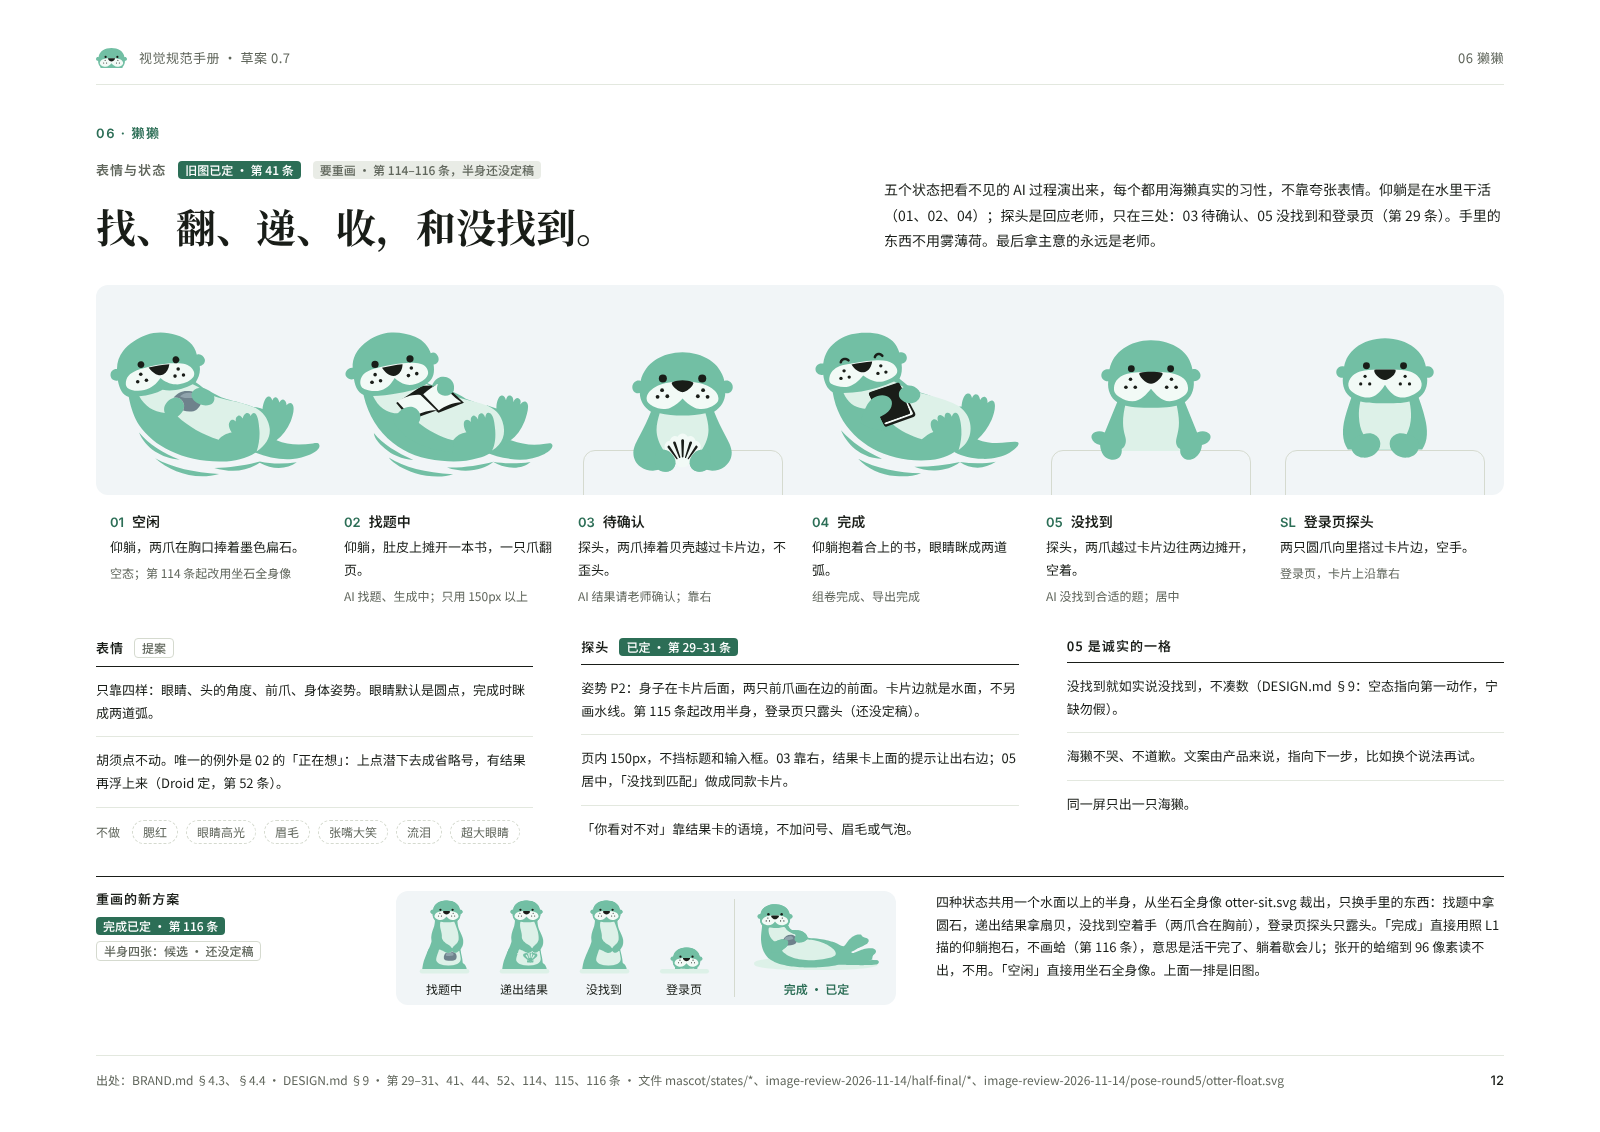 视觉规范手册 · 草案 0.7
06 獭獭
06 · 獭獭
表情与状态 旧图已定 · 第 41 条 要重画 · 第 114–116 条，半身还没定稿
找、翻、递、收，和没找到。
五个状态把看不见的 AI 过程演出来，每个都用海獭真实的习性，不靠夸张表情。仰躺是在水里干活
（01、02、04）；探头是回应老师，只在三处：03 待确认、05 没找到和登录页（第 29 条）。手里的
东西不用雾薄荷。最后拿主意的永远是老师。
01 空闲
仰躺，两爪在胸口捧着墨色扁石。
空态；第 114 条起改用坐石全身像
02 找题中
仰躺，肚皮上摊开一本书，一只爪翻
页。
AI 找题、生成中；只用 150px 以上
03 待确认
探头，两爪捧着贝壳越过卡片边，不
歪头。
AI 结果请老师确认；靠右
04 完成
仰躺抱着合上的书，眼睛眯成两道
弧。
组卷完成、导出完成
05 没找到
探头，两爪越过卡片边往两边摊开，
空着。
AI 没找到合适的题；居中
SL 登录页探头
两只圆爪向里搭过卡片边，空手。
登录页，卡片上沿靠右
表情 提案
只靠四样：眼睛、头的角度、前爪、身体姿势。眼睛默认是圆点，完成时眯
成两道弧。
胡须点不动。唯一的例外是 02 的「正在想」：上点潜下去成省略号，有结果
再浮上来（Droid 定，第 52 条）。
不做 腮红 眼睛高光 眉毛 张嘴大笑 流泪 超大眼睛
探头 已定 · 第 29–31 条
姿势 P2：身子在卡片后面，两只前爪画在边的前面。卡片边就是水面，不另
画水线。第 115 条起改用半身，登录页只露头（还没定稿）。
页内 150px，不挡标题和输入框。03 靠右，结果卡上面的提示让出右边；05
居中，「没找到匹配」做成同款卡片。
「你看对不对」靠结果卡的语境，不加问号、眉毛或气泡。
05 是诚实的一格
没找到就如实说没找到，不凑数（DESIGN.md §9：空态指向第一动作，宁
缺勿假）。
海獭不哭、不道歉。文案由产品来说，指向下一步，比如换个说法再试。
同一屏只出一只海獭。
重画的新方案
完成已定 · 第 116 条
半身四张：候选 · 还没定稿
找题中 递出结果 没找到 登录页 完成 · 已定
四种状态共用一个水面以上的半身，从坐石全身像 otter-sit.svg 裁出，只换手里的东西：找题中拿
圆石，递出结果拿扇贝，没找到空着手（两爪合在胸前），登录页探头只露头。「完成」直接用照 L1
描的仰躺抱石，不画蛤（第 116 条），意思是活干完了、躺着歇会儿；张开的蛤缩到 96 像素读不
出，不用。「空闲」直接用坐石全身像。上面一排是旧图。
出处：BRAND.md §4.3、§4.4 · DESIGN.md §9 · 第 29–31、41、44、52、114、115、116 条 · 文件 mascot/states/*、image-review-2026-11-14/half-final/*、image-review-2026-11-14/pose-round5/otter-float.svg
12